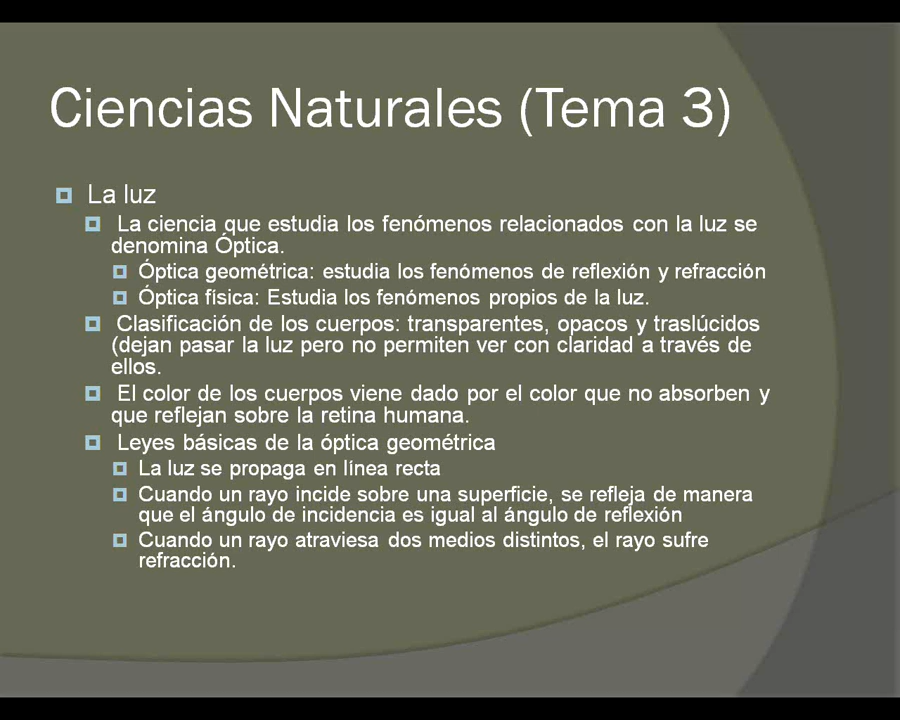 Ciencias Naturales (Tema 3)
La luz
La ciencia que estudia los fenómenos relacionados con la luz se
denomina Óptica.
Óptica geométrica: estudia los fenómenos de reflexión y refracción
Óptica física: Estudia los fenómenos propios de la luz.
Clasificación de los cuerpos: transparentes, opacos y traslúcidos
(dejan pasar la luz pero no permiten ver con claridad a través de
ellos.
El color de los cuerpos viene dado por el color que no absorben y
que reflejan sobre la retina humana.
Leyes básicas de la óptica geométrica
La luz se propaga en línea recta
Cuando un rayo incide sobre una superficie, se refleja de manera
que el ángulo de incidencia es igual al ángulo de reflexión
Cuando un rayo atraviesa dos medios distintos, el rayo sufre
refracción.